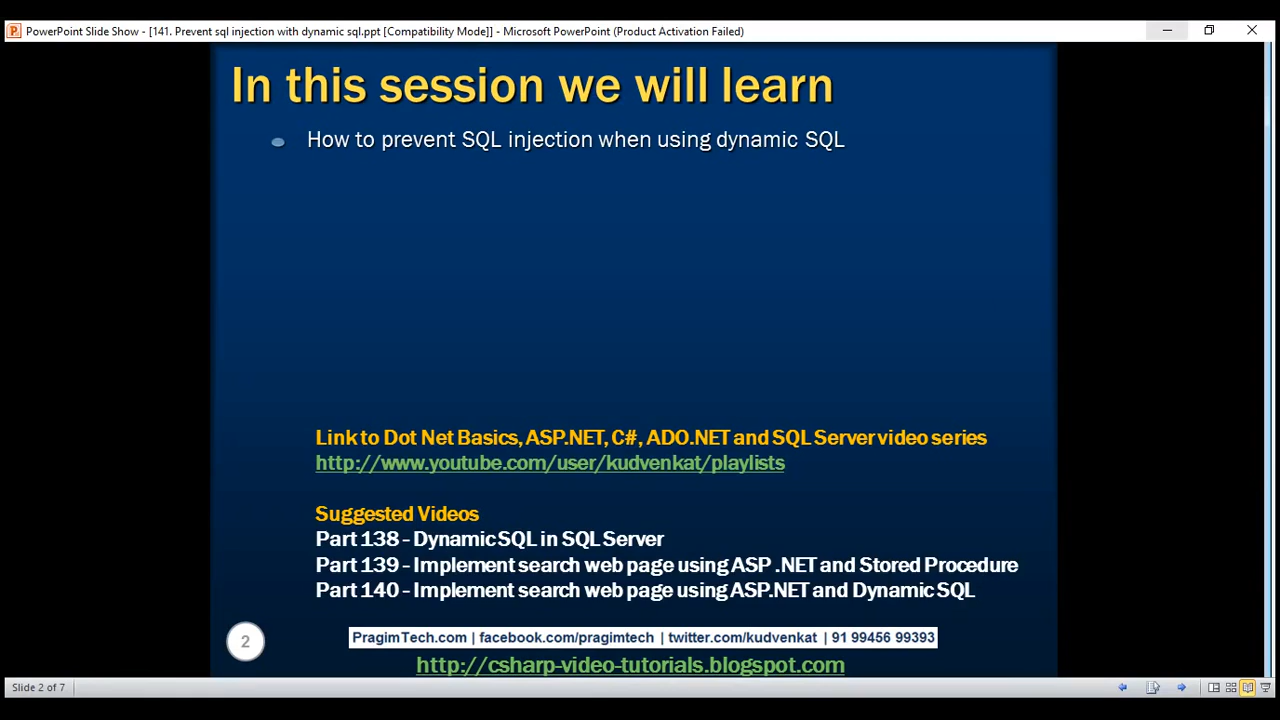 PowerPoint Slide Show - [141. Prevent sql injection with dynamic sql.ppt [Compatibility Mode]] - Microsoft PowerPoint (Product Activation Failed)
In this session we will learn
How to prevent SQL injection when using dynamic SQL
Link to Dot Net Basics, ASP.NET, C#, ADO.NET and SQL Server video series
http://www.youtube.com/user/kudvenkat/playlists
Suggested Videos
Part 138 - Dynamic SQL in SQL Server
Part 139 - Implement search web page using ASP .NET and Stored Procedure
Part 140 - Implement search web page using ASP.NET and Dynamic SQL
2
PragimTech.com | facebook.com/pragimtech | twitter.com/kudvenkat | 91 99456 99393
http://csharp-video-tutorials.blogspot.com
Slide 2 of 7